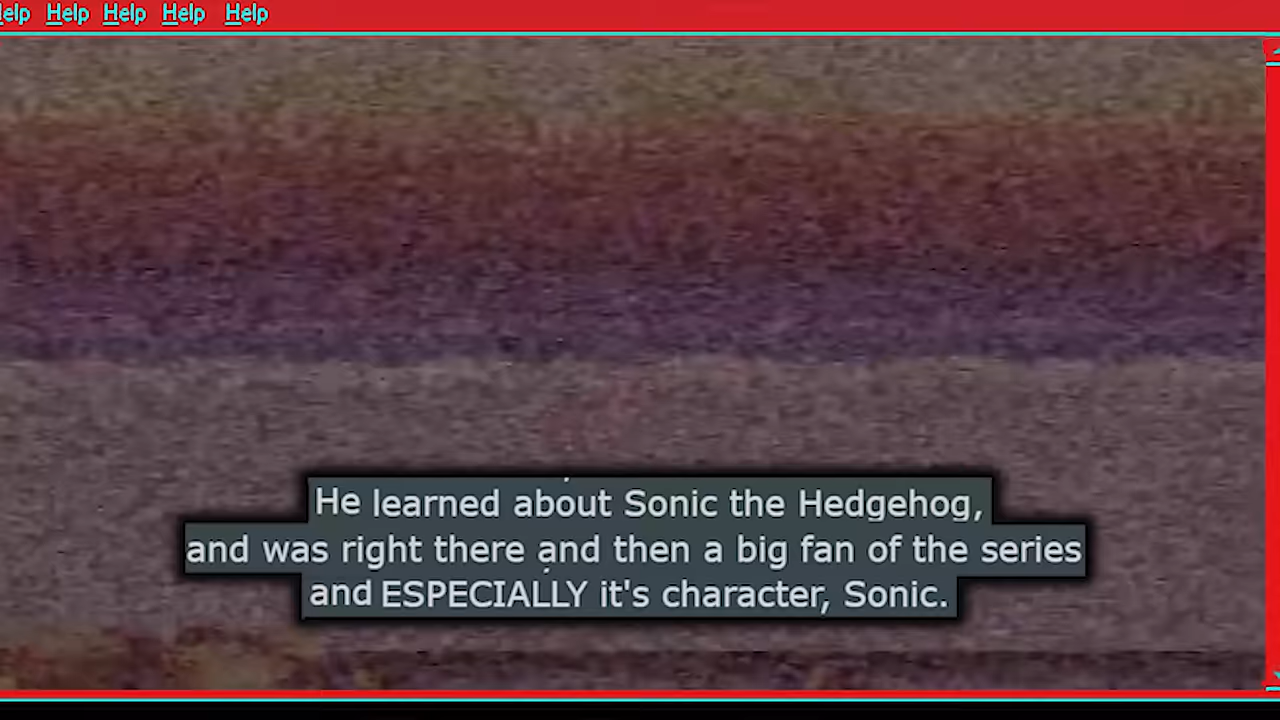 elp Help Help Help Help
He learned about Sonic the Hedgehog,
and was right there and then a big fan of the series
and ESPECIALLY it's character, Sonic.